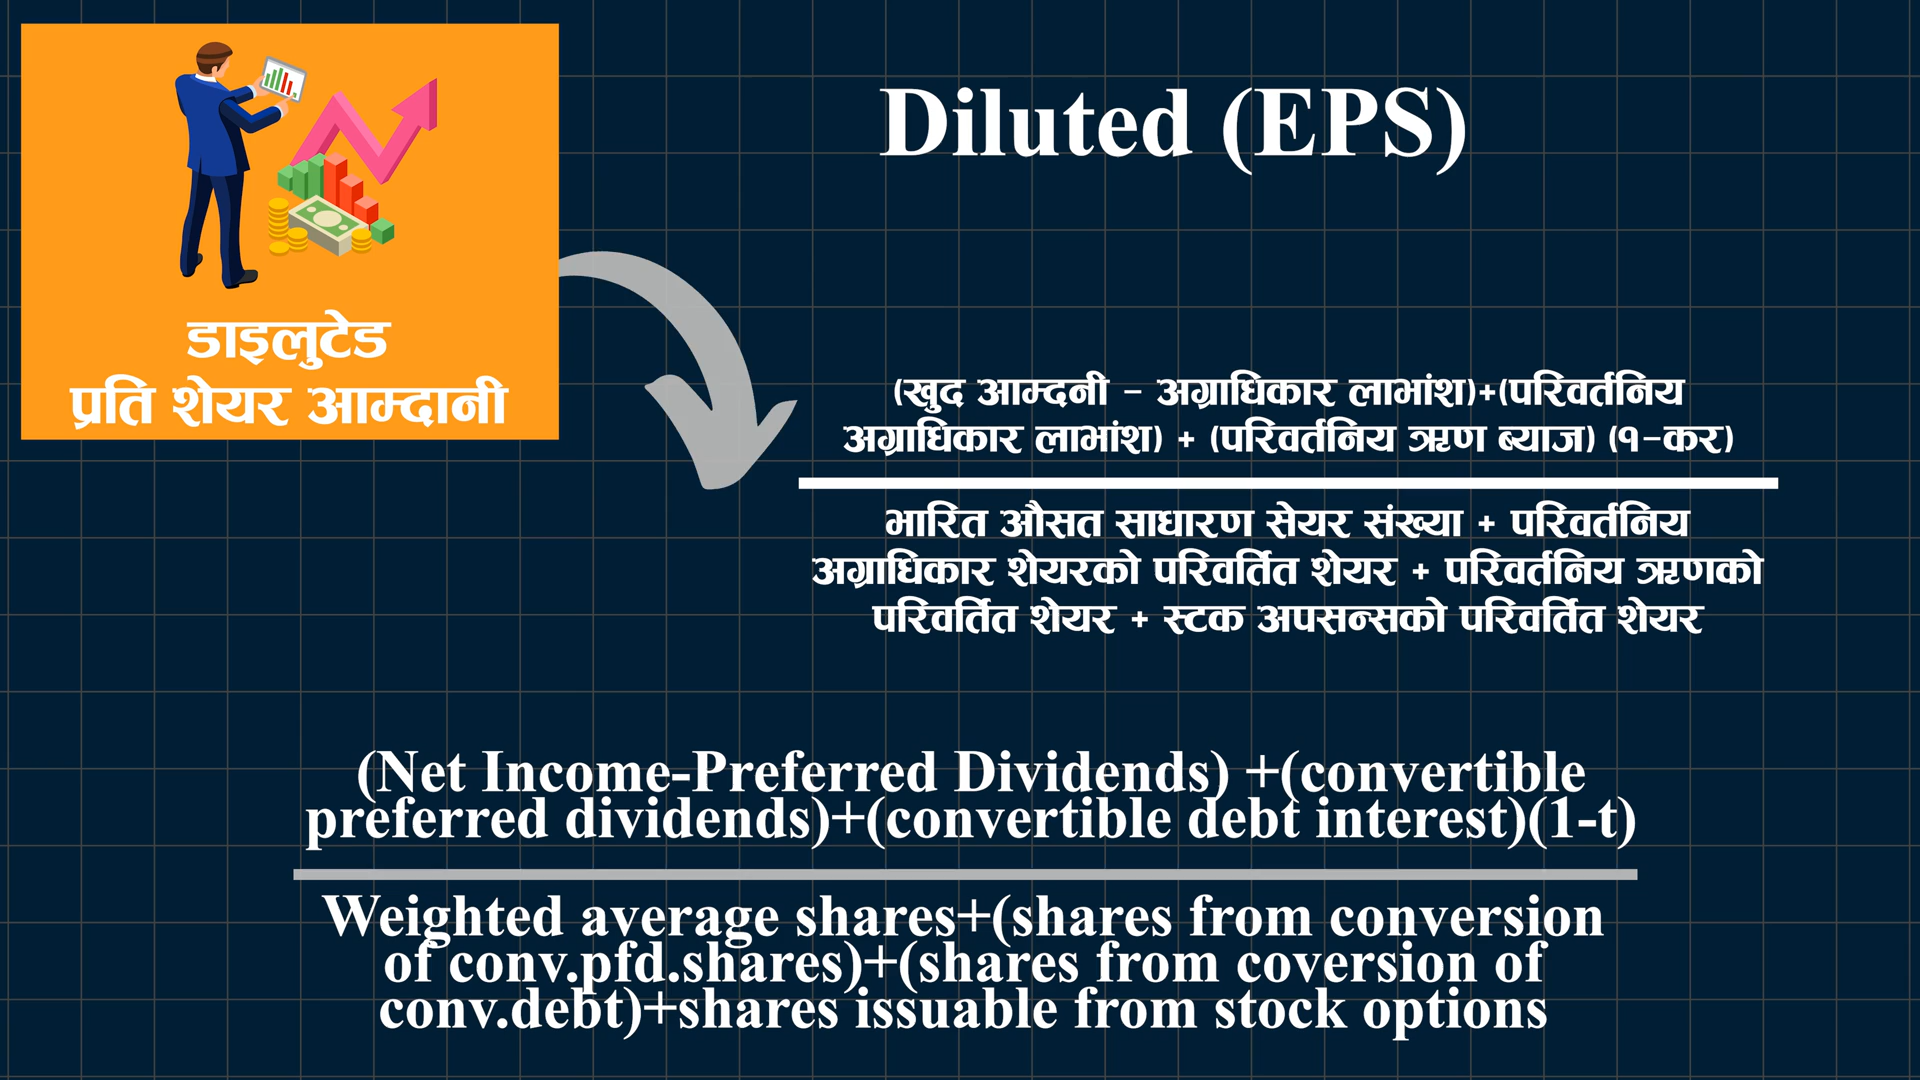 Diluted (EPS)
डाइलुटेड
प्रति शेयर आम्दानी
(खुद आम्दनी - अग्राधिकार लाभांश)+(परिवर्तनिय
अग्राधिकार लाभांश) + (परिवर्तनिय ऋण ब्याज) (१-कर)
भारित औसत साधारण सेयर संख्या + परिवर्तनिय
अग्राधिकार शेयरको परिवर्तित शेयर + परिवर्तनिय ऋणको
परिवर्तित शेयर + स्टक अपसन्सको परिवर्तित शेयर
(Net Income-Preferred Dividends) +(convertible
preferred dividends)+(convertible debt interest)(1-t)
Weighted average shares+(shares from conversion
of conv.pfd.shares)+(shares from coversion of
conv.debt)+shares issuable from stock options